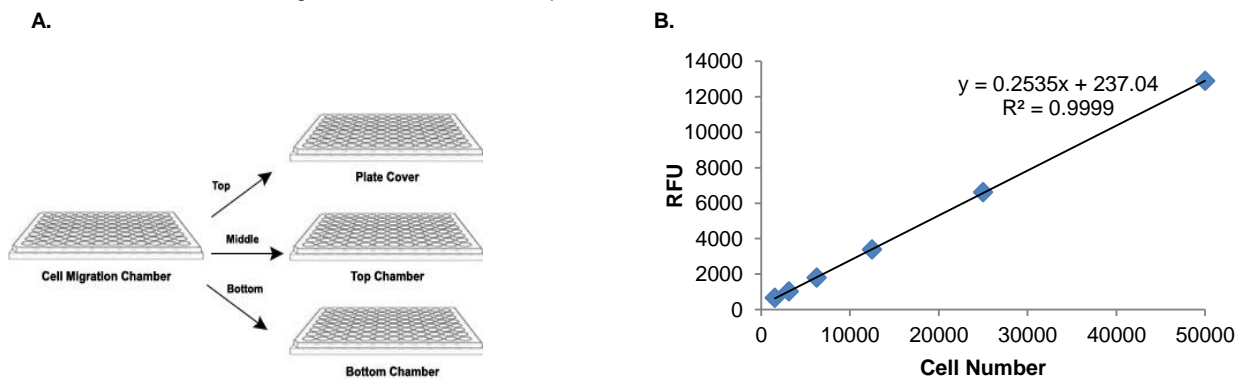 A.
Top
Plate Cover
Middle
Cell Migration Chamber
Top Chamber
Bottom
Bottom Chamber
B.
14000
12000
10000
8000
6000
4000
2000
0
RFU
y = 0.2535x + 237.04
R² = 0.9999
0 10000 20000 30000 40000 50000
Cell Number